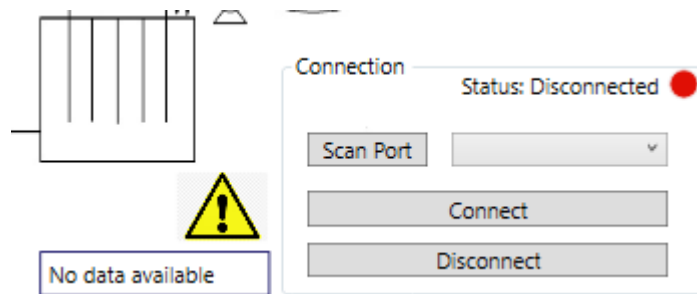 Connection
Status: Disconnected
Scan Port
Connect
Disconnect
No data available